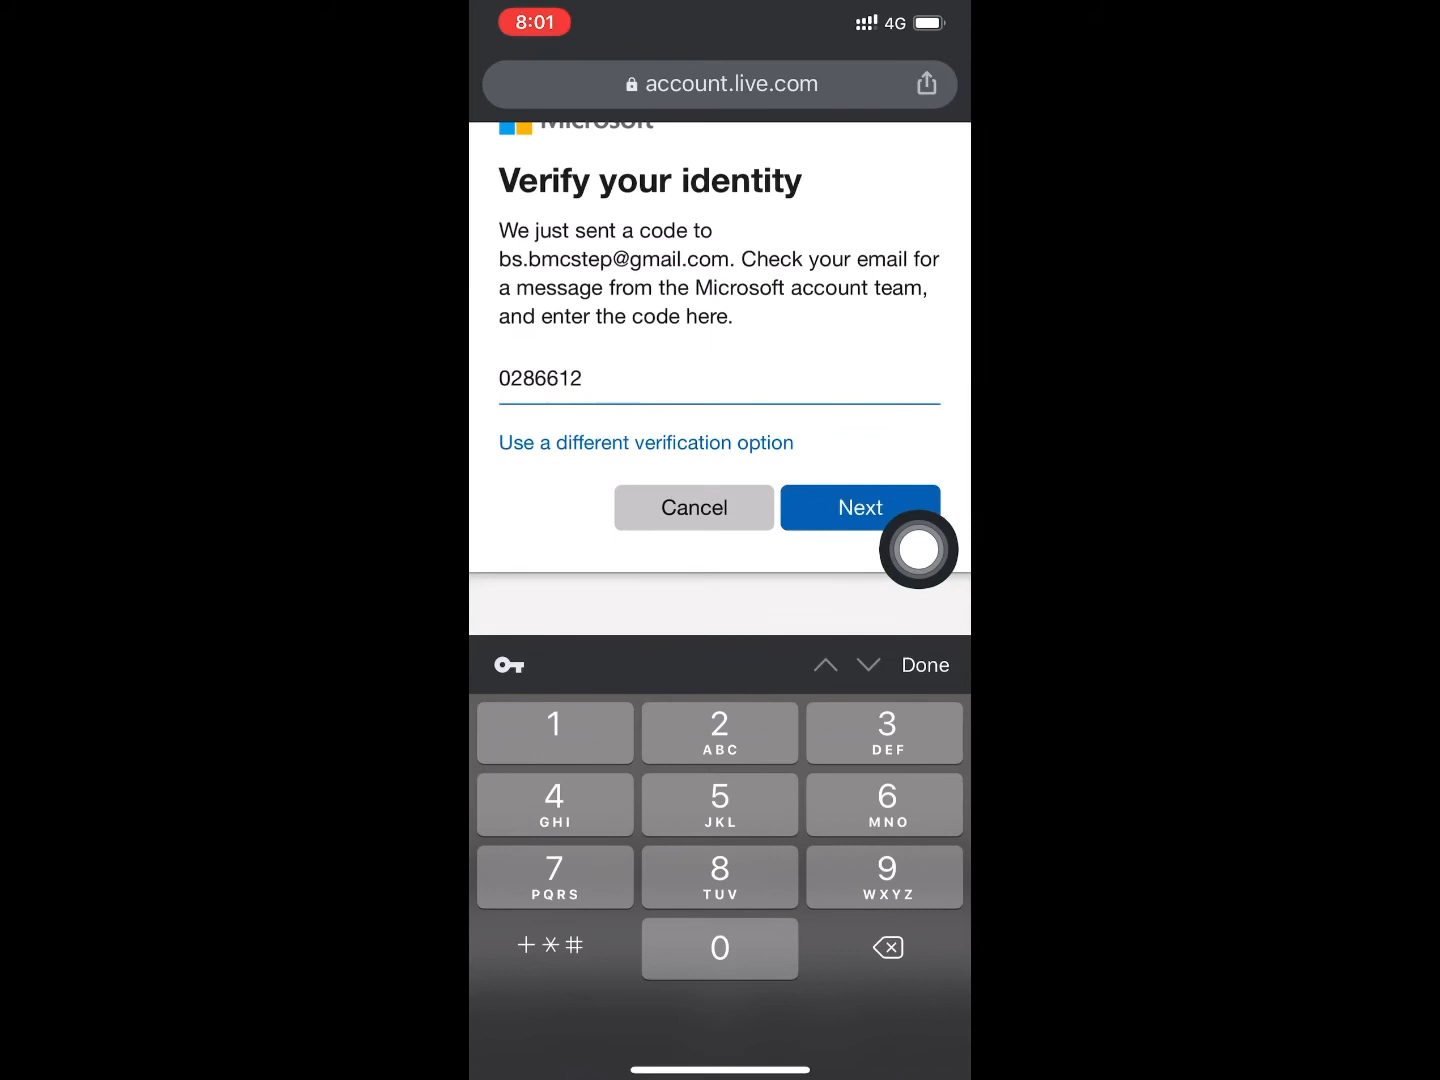 8:01
4G
account.live.com
Microsoft
Verify your identity
We just sent a code to
bs.bmcstep@gmail.com. Check your email for
a message from the Microsoft account team,
and enter the code here.
0286612
Use a different verification option
Cancel
Next
Done
1
2
ABC
3
DEF
4
GHI
5
JKL
6
MNO
7
PQRS
8
TUV
9
WXYZ
+*#
0